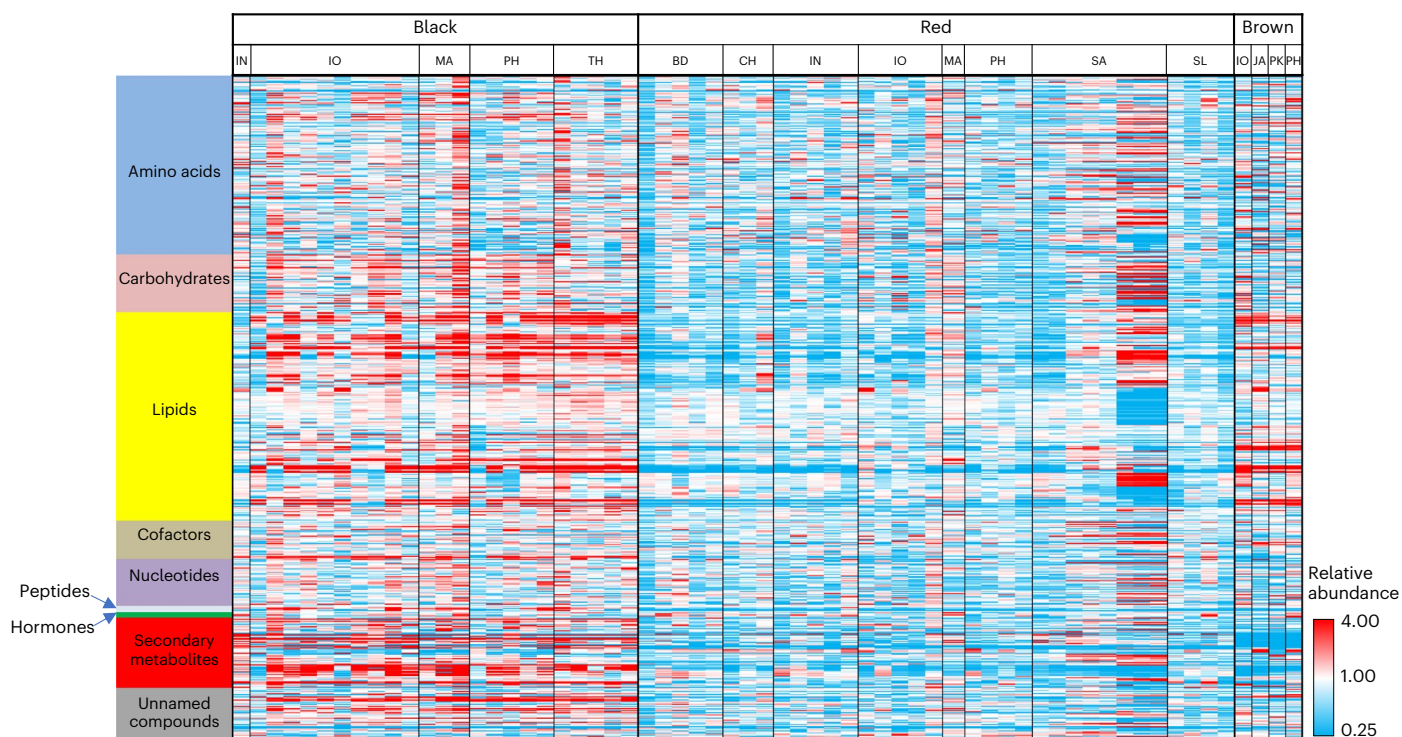 Black Red Brown
IN IO MA PH TH BD CH IN IO MA PH SA SL IO JA PK PH
Amino acids
Carbohydrates
Lipids
Cofactors
Nucleotides
Peptides
Hormones
Secondary
metabolites
Unnamed
compounds
Relative
abundance
4.00
1.00
0.25